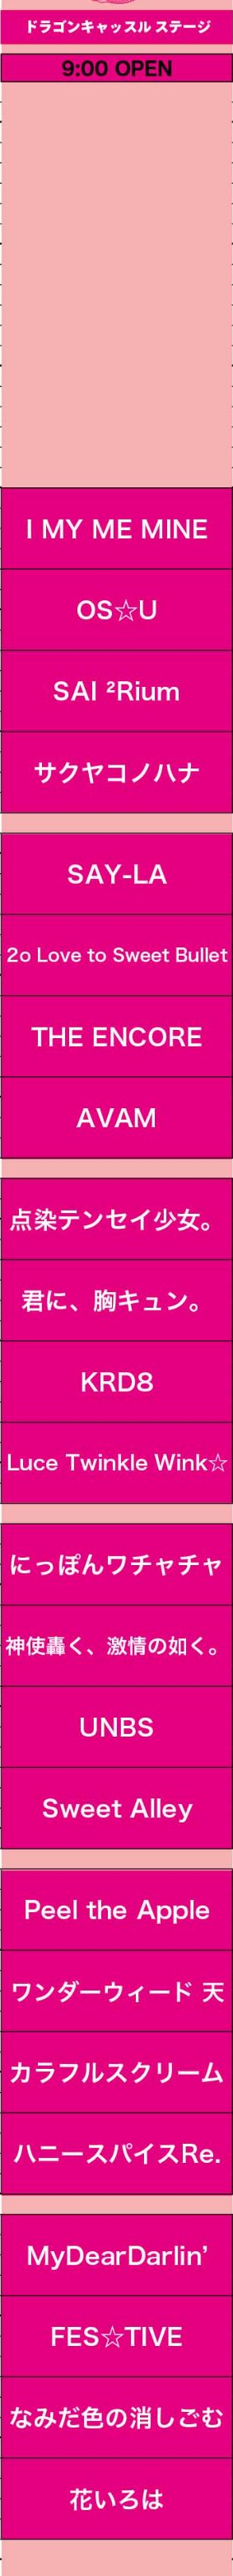 ドラゴンキャッスル ステージ
9:00 OPEN
I MY ME MINE
OS☆U
SAI ²Rium
サクヤコノハナ
SAY-LA
2o Love to Sweet Bullet
THE ENCORE
AVAM
点染テンセイ少女。
君に、胸キュン。
KRD8
Luce Twinkle Wink☆
にっぽんワチャチャ
神使轟く、激情の如く。
UNBS
Sweet Alley
Peel the Apple
ワンダーウィード 天
カラフルスクリーム
ハニースパイスRe.
MyDearDarlin’
FES☆TIVE
なみだ色の消しごむ
花いろは